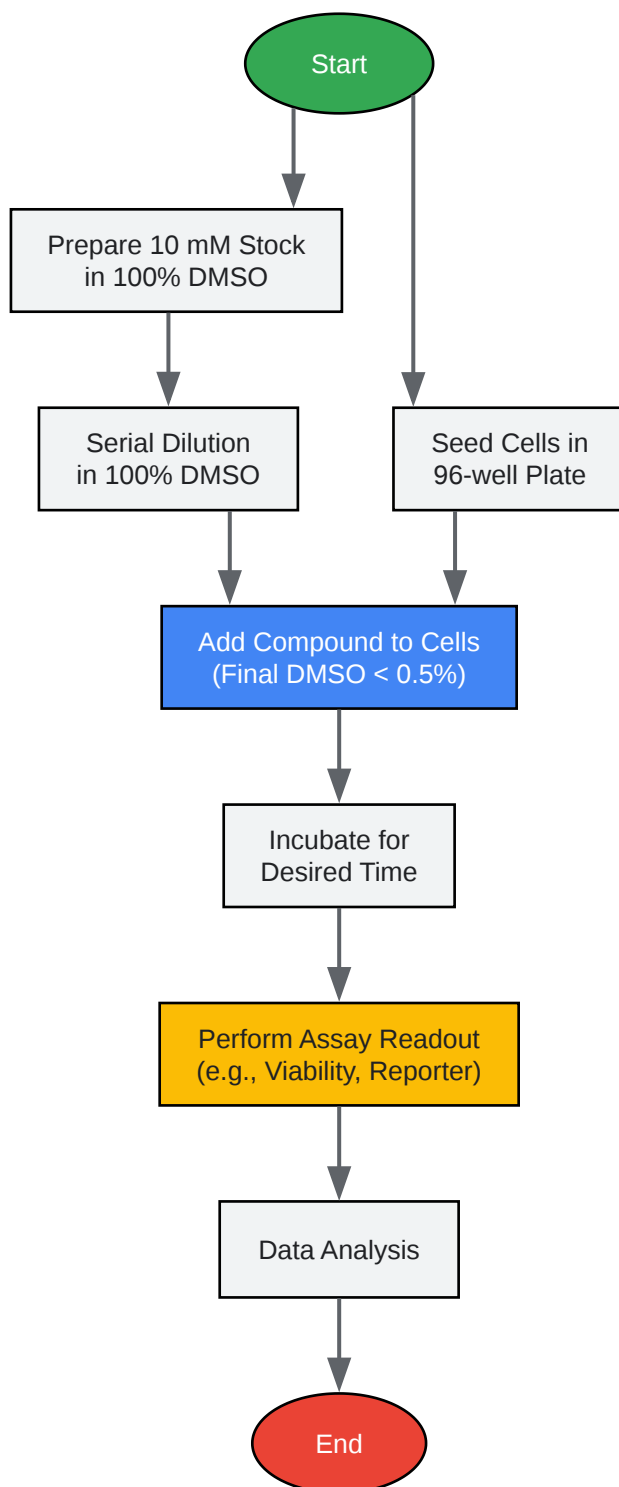 Start
Prepare 10 mM Stock
in 100% DMSO
Serial Dilution
in 100% DMSO
Seed Cells in
96-well Plate
Add Compound to Cells
(Final DMSO < 0.5%)
Incubate for
Desired Time
Perform Assay Readout
(e.g., Viability, Reporter)
Data Analysis
End